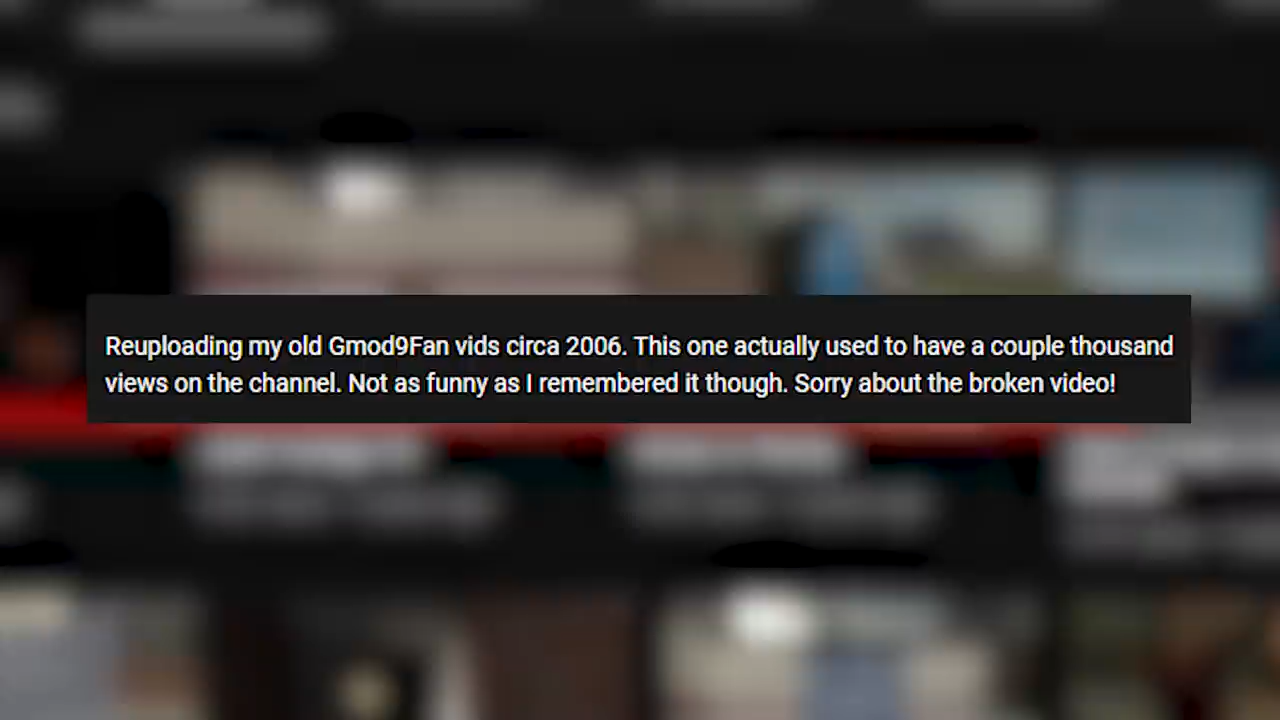 Reuploading my old Gmod9Fan vids circa 2006. This one actually used to have a couple thousand
views on the channel. Not as funny as I remembered it though. Sorry about the broken video!